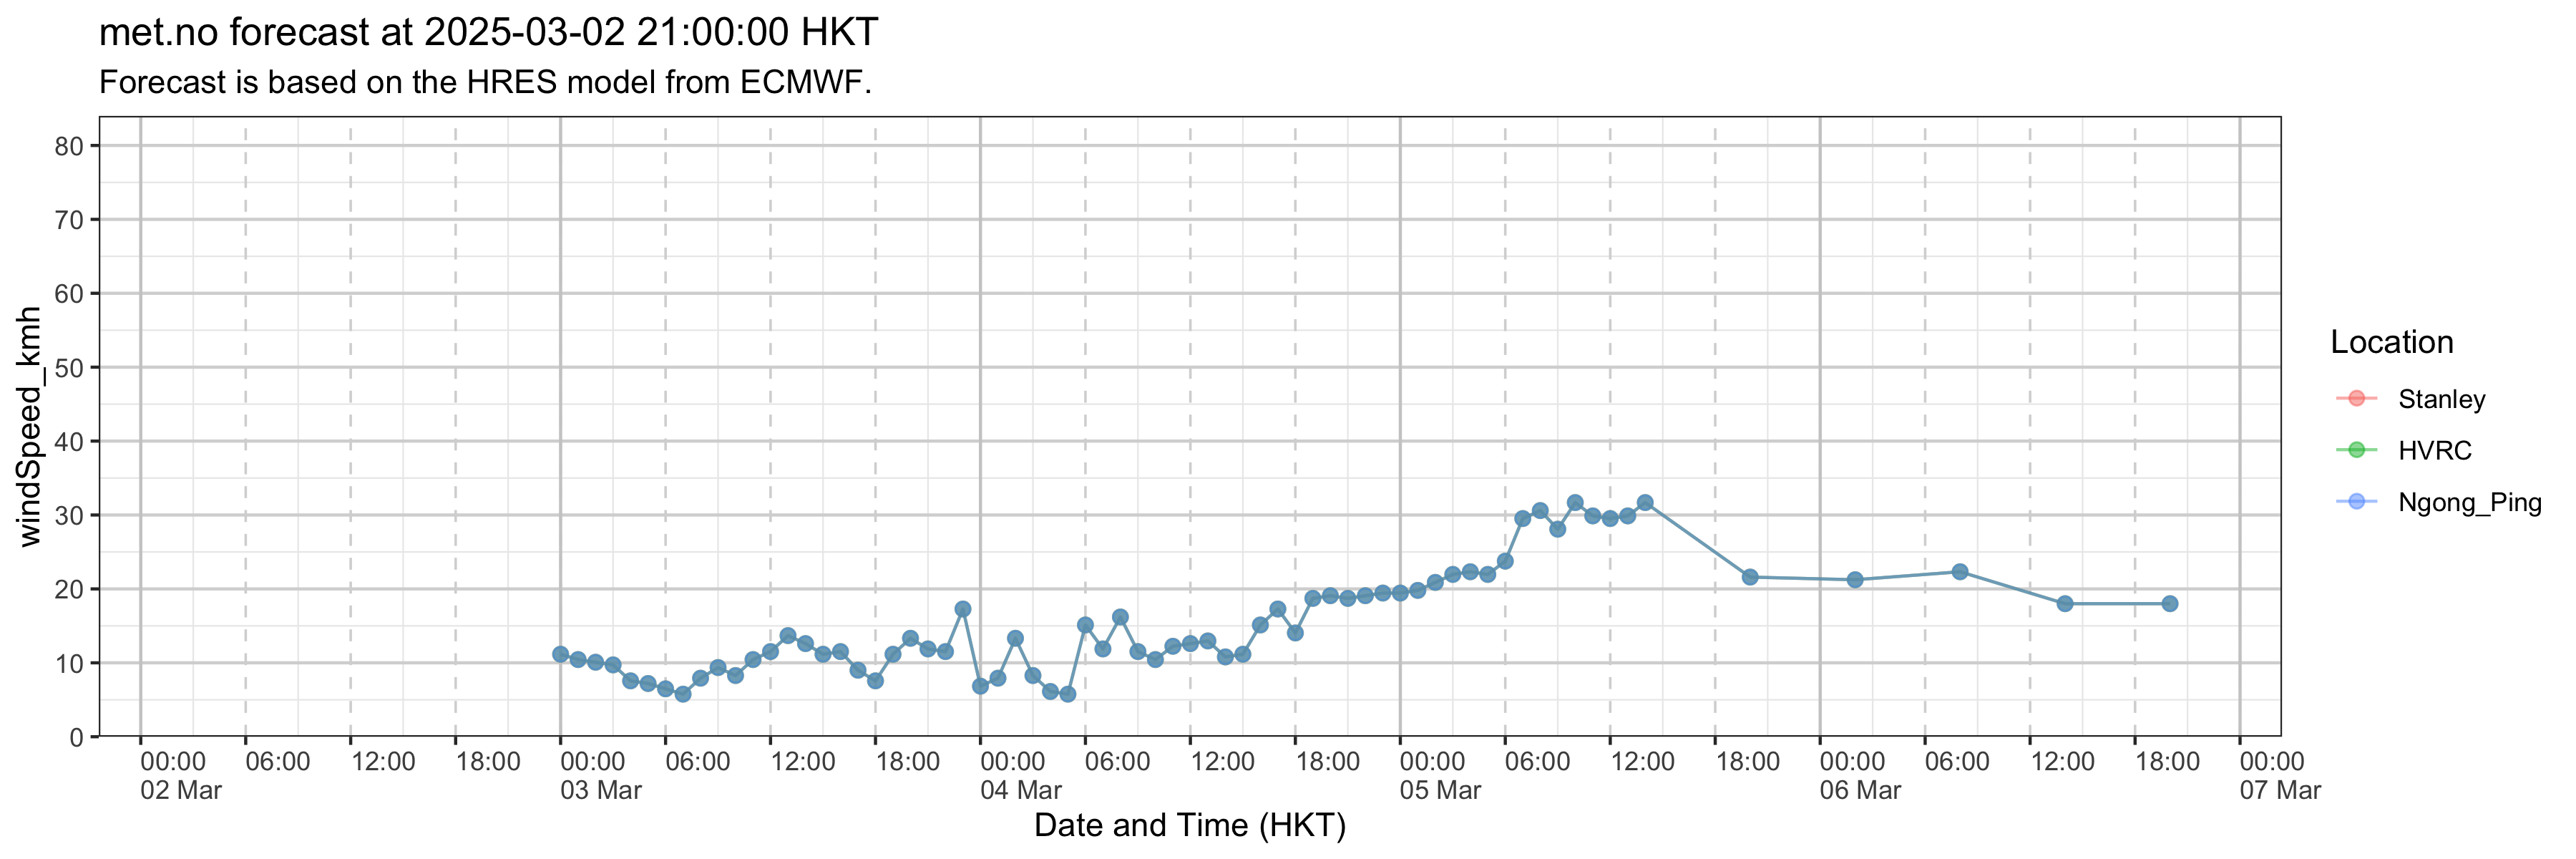 met.no forecast at 2025-03-02 21:00:00 HKT
Forecast is based on the HRES model from ECMWF.
windSpeed_kmh
80
70
60
50
40
30
20
10
0
00:00 06:00 12:00 18:00 00:00 06:00 12:00 18:00 00:00 06:00 12:00 18:00 00:00 06:00 12:00 18:00 00:00 06:00 12:00 18:00 00:00
02 Mar 03 Mar 04 Mar 05 Mar 06 Mar 07 Mar
Date and Time (HKT)
Location
Stanley
HVRC
Ngong_Ping